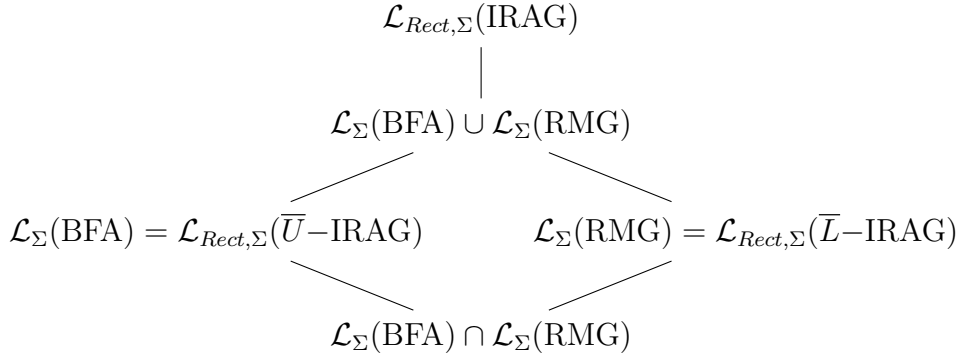 ℒ_{Rect,Σ}(IRAG)
ℒ_Σ(BFA) ∪ ℒ_Σ(RMG)
ℒ_Σ(BFA) = ℒ_{Rect,Σ}(U̅−IRAG) ℒ_Σ(RMG) = ℒ_{Rect,Σ}(L̅−IRAG)
ℒ_Σ(BFA) ∩ ℒ_Σ(RMG)